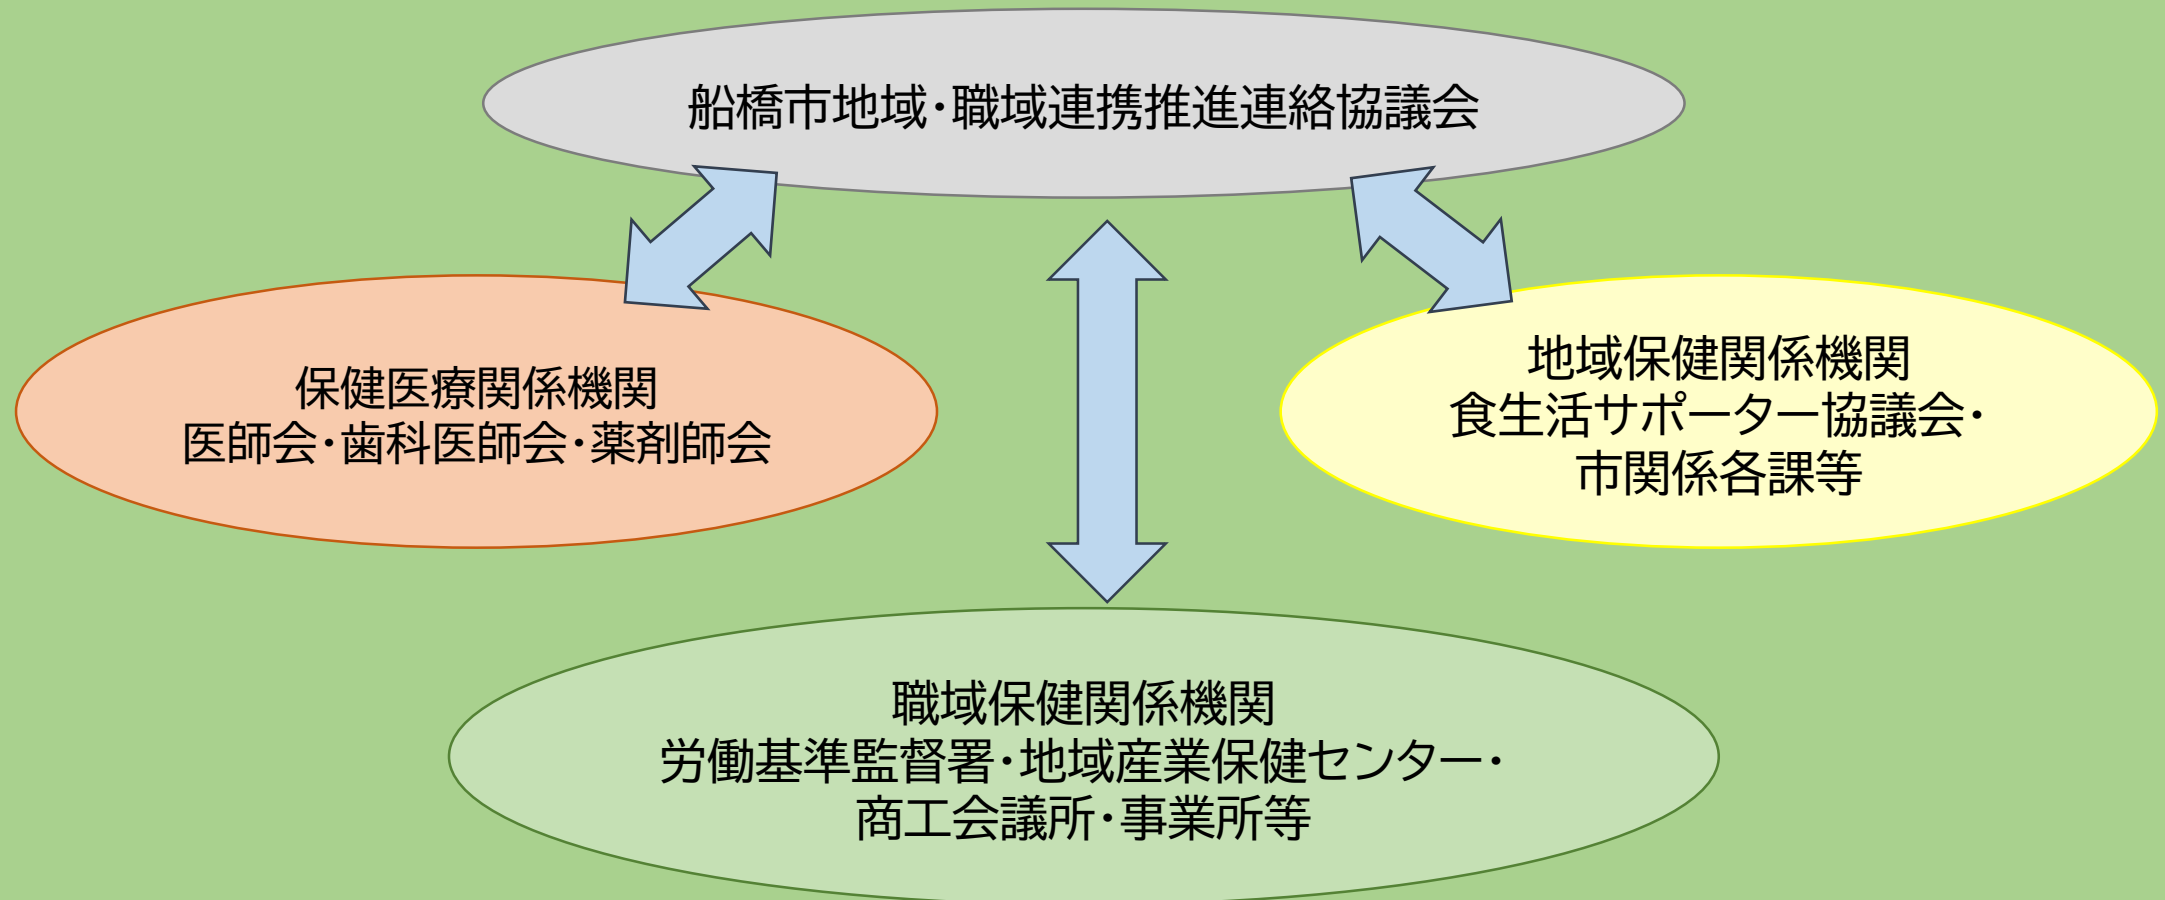 船橋市地域・職域連携推進連絡協議会
保健医療関係機関
医師会・歯科医師会・薬剤師会
地域保健関係機関
食生活サポーター協議会・
市関係各課等
職域保健関係機関
労働基準監督署・地域産業保健センター・
商工会議所・事業所等